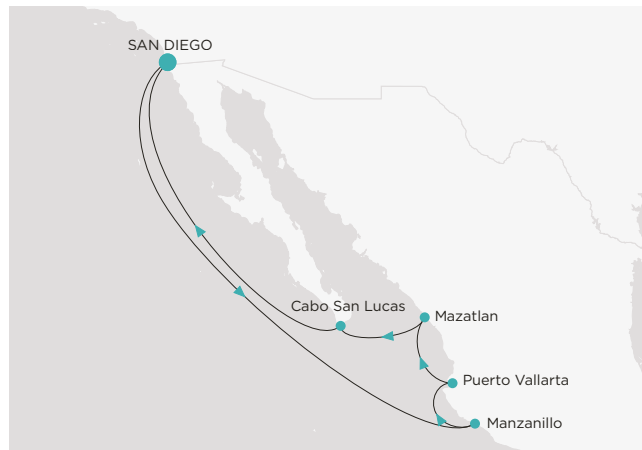 SAN DIEGO
Cabo San Lucas
Mazatlan
Puerto Vallarta
Manzanillo